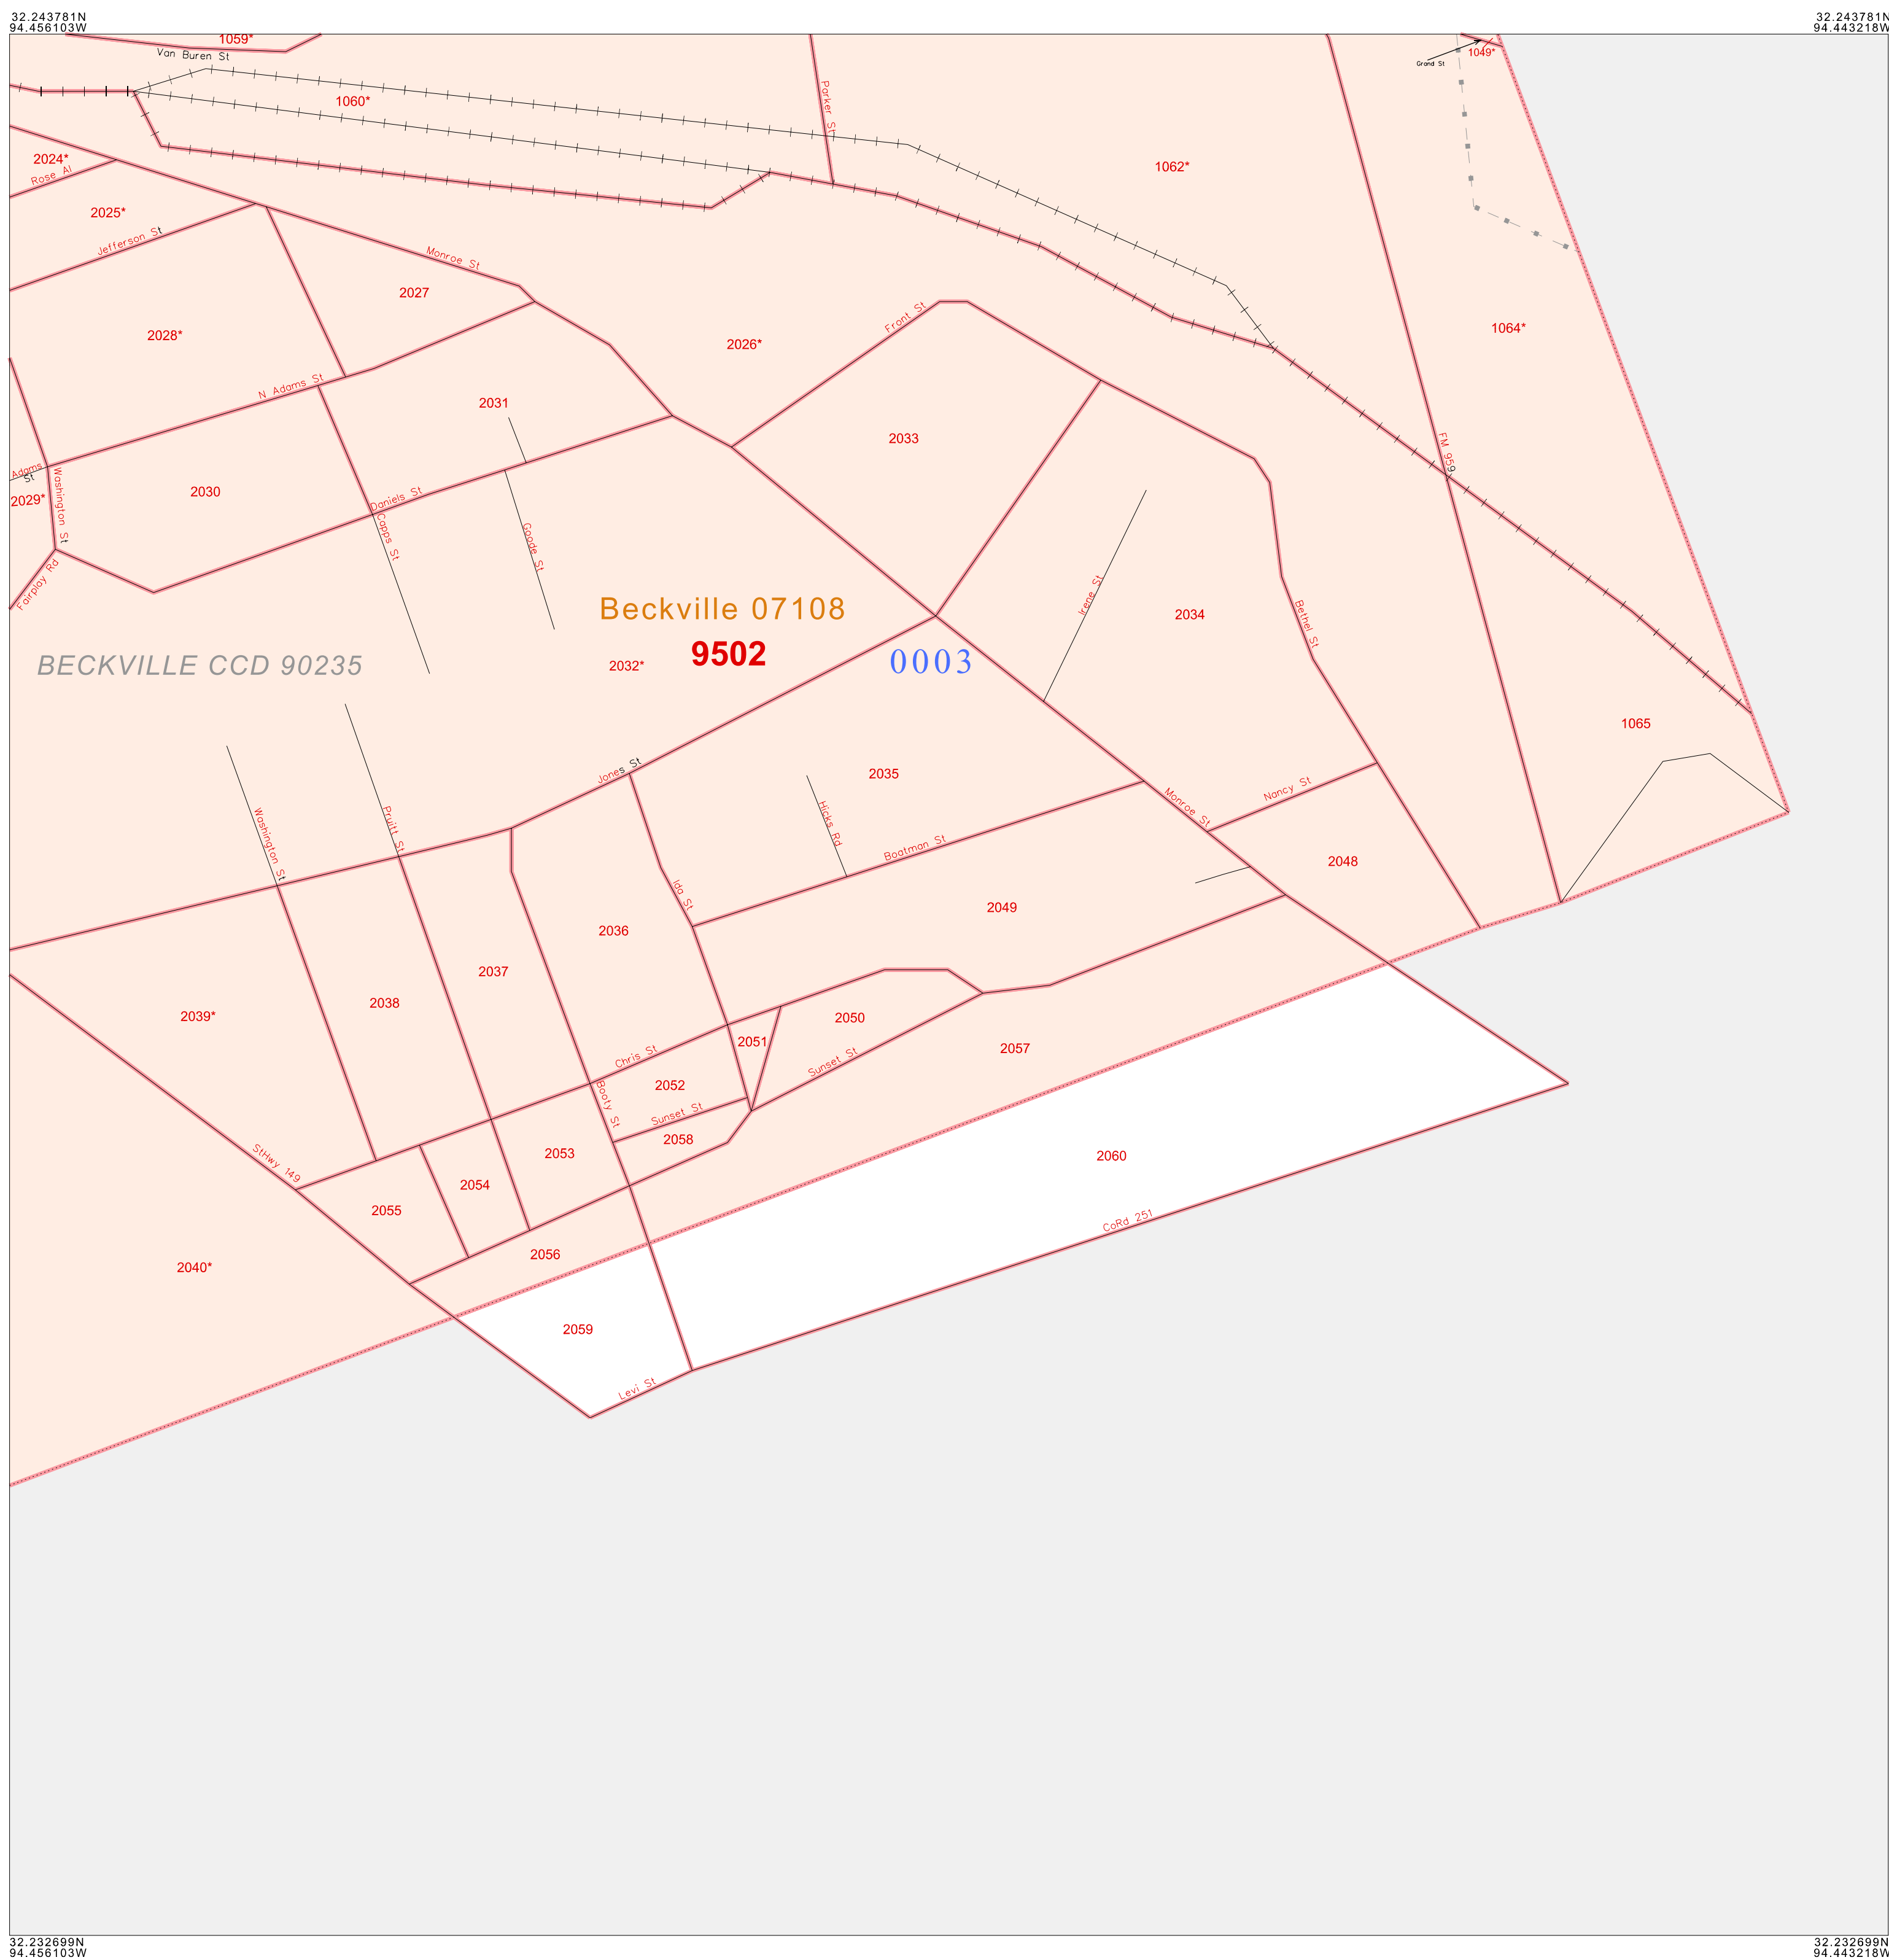 32.243781N
94.456103W
32.243781N
94.443218W
1059*
Van Buren St
Grand St
1049*
1060*
Parker St
2024*
Rose Al
1062*
2025*
Jefferson St
Monroe St
2027
2028*
Front St
2026*
1064*
N Adams St
2031
2033
FM 959
Adams
St
2029*
Washington St
2030
Daniels St
Capps St
Goode St
Fairplay Rd
Irene St
Beckville 07108
2034
Bethel St
9502
0003
BECKVILLE CCD 90235
2032*
1065
Jones St
2035
Nancy St
Monroe St
Hicks Rd
Washington St
Pruitt St
Boatman St
2048
Ida St
2049
2036
2037
2038
2039*
2050
2051
2057
Chris St
Sunset St
2052
Booty St
Sunset St
2058
2053
2060
StHwy 149
2054
2055
CoRd 251
2056
2040*
2059
Levi St
32.232699N
94.456103W
32.232699N
94.443218W